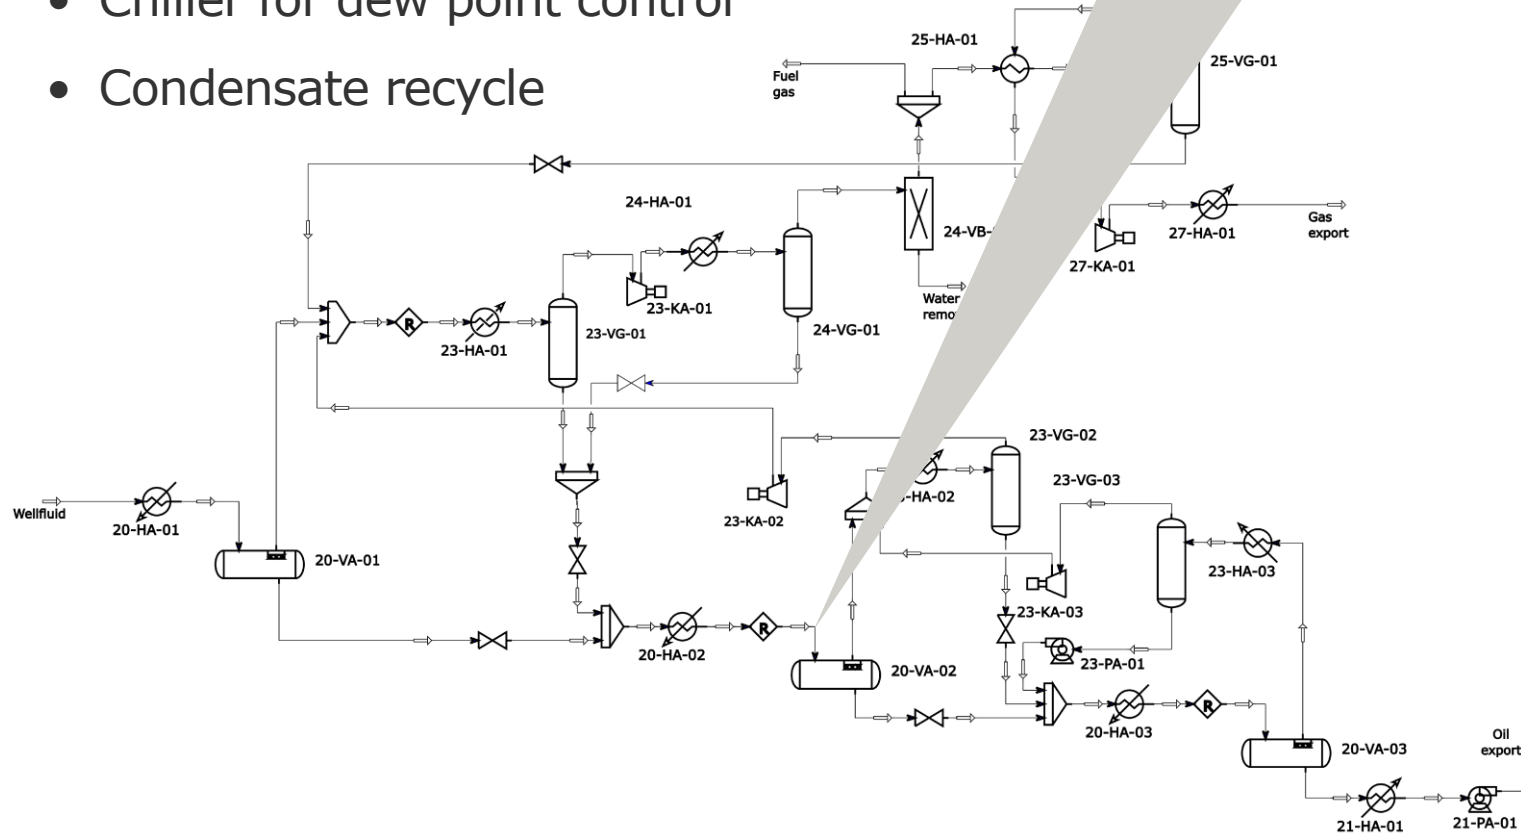 • Chiller for dew point control
• Condensate recycle
25-HA-01
25-VG-01
Fuel
gas
24-HA-01
24-VB-
Gas
export
27-HA-01
27-KA-01
Water
23-KA-01
23-VG-01
24-VG-01
R
23-HA-01
23-VG-02
23-VG-03
-HA-02
Wellfluid
20-HA-01
23-KA-02
20-VA-01
23-HA-03
23-KA-03
R
20-HA-02
23-PA-01
20-VA-02
R
20-HA-03
Oil
export
20-VA-03
21-HA-01
21-PA-01